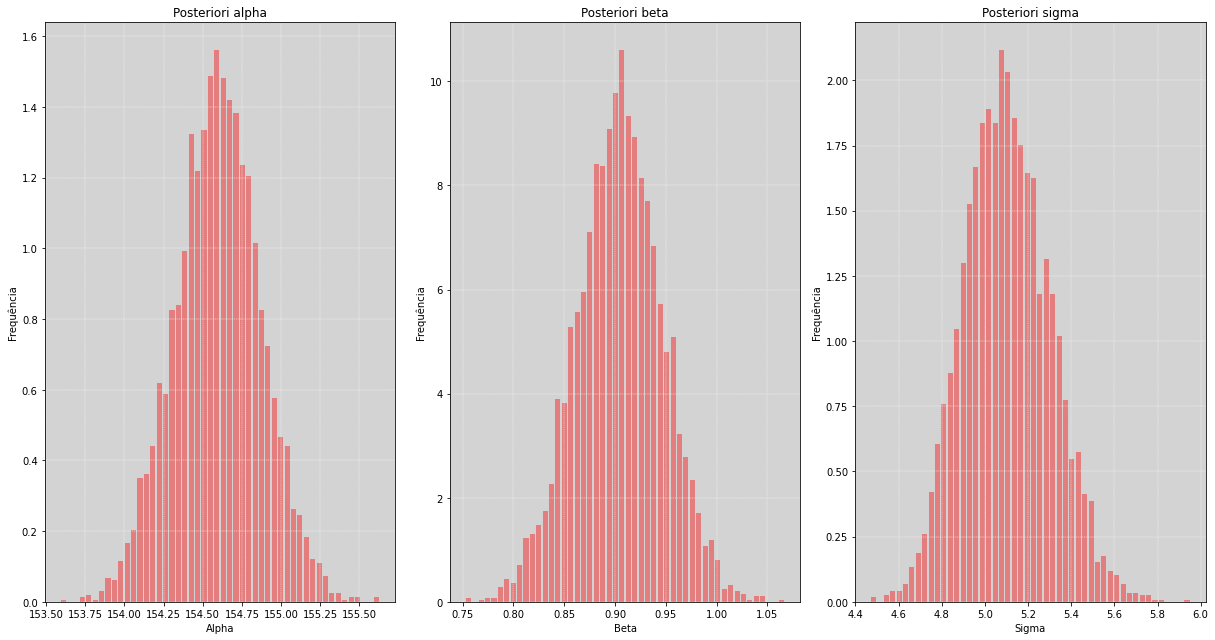 Posteriori alpha
1.6
1.4
1.2
1.0
0.8
0.6
0.4
0.2
0.0
Frequência
153.50 153.75 154.00 154.25 154.50 154.75 155.00 155.25 155.50
Alpha
Posteriori beta
10
8
6
4
2
0
Frequência
0.75 0.80 0.85 0.90 0.95 1.00 1.05
Beta
Posteriori sigma
2.00
1.75
1.50
1.25
1.00
0.75
0.50
0.25
0.00
Frequência
4.4 4.6 4.8 5.0 5.2 5.4 5.6 5.8 6.0
Sigma